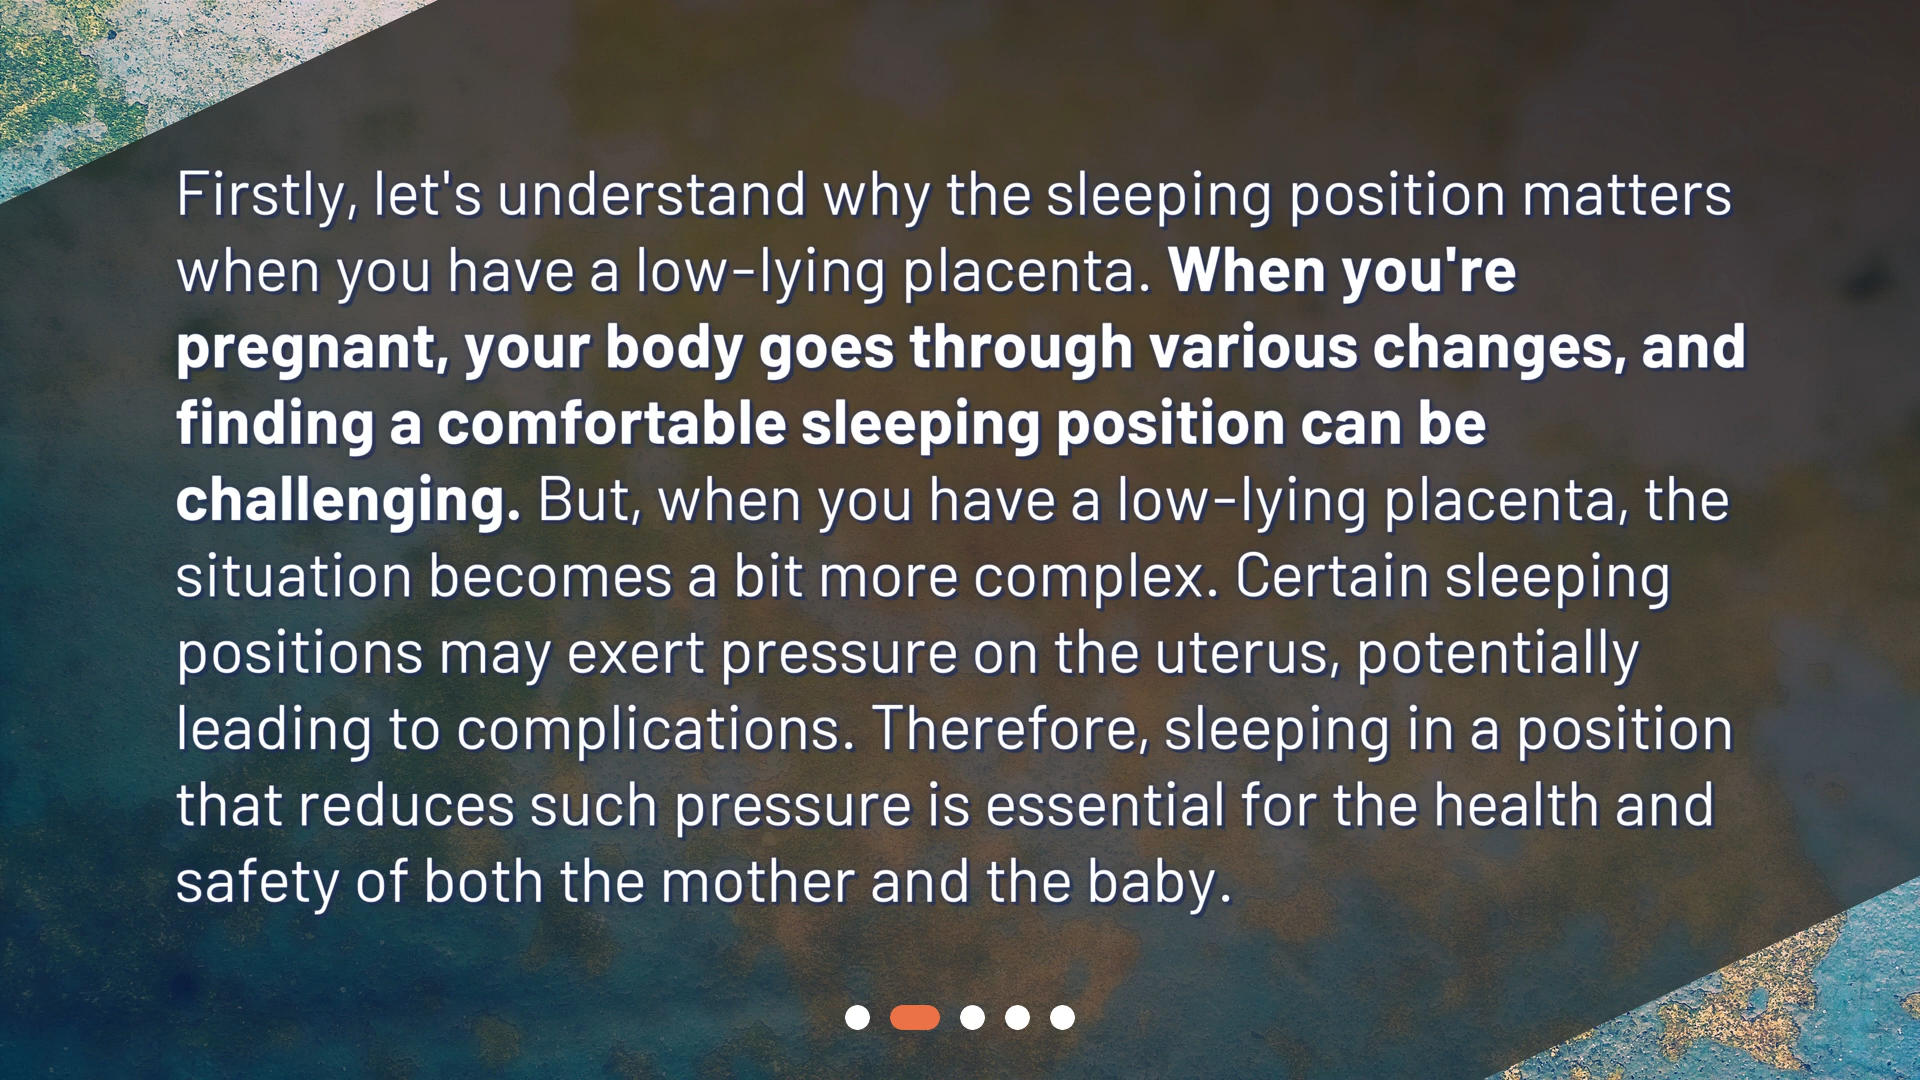 Firstly, let's understand why the sleeping position matters
when you have a low-lying placenta. When you're
pregnant, your body goes through various changes, and
finding a comfortable sleeping position can be
challenging. But, when you have a low-lying placenta, the
situation becomes a bit more complex. Certain sleeping
positions may exert pressure on the uterus, potentially
leading to complications. Therefore, sleeping in a position
that reduces such pressure is essential for the health and
safety of both the mother and the baby.